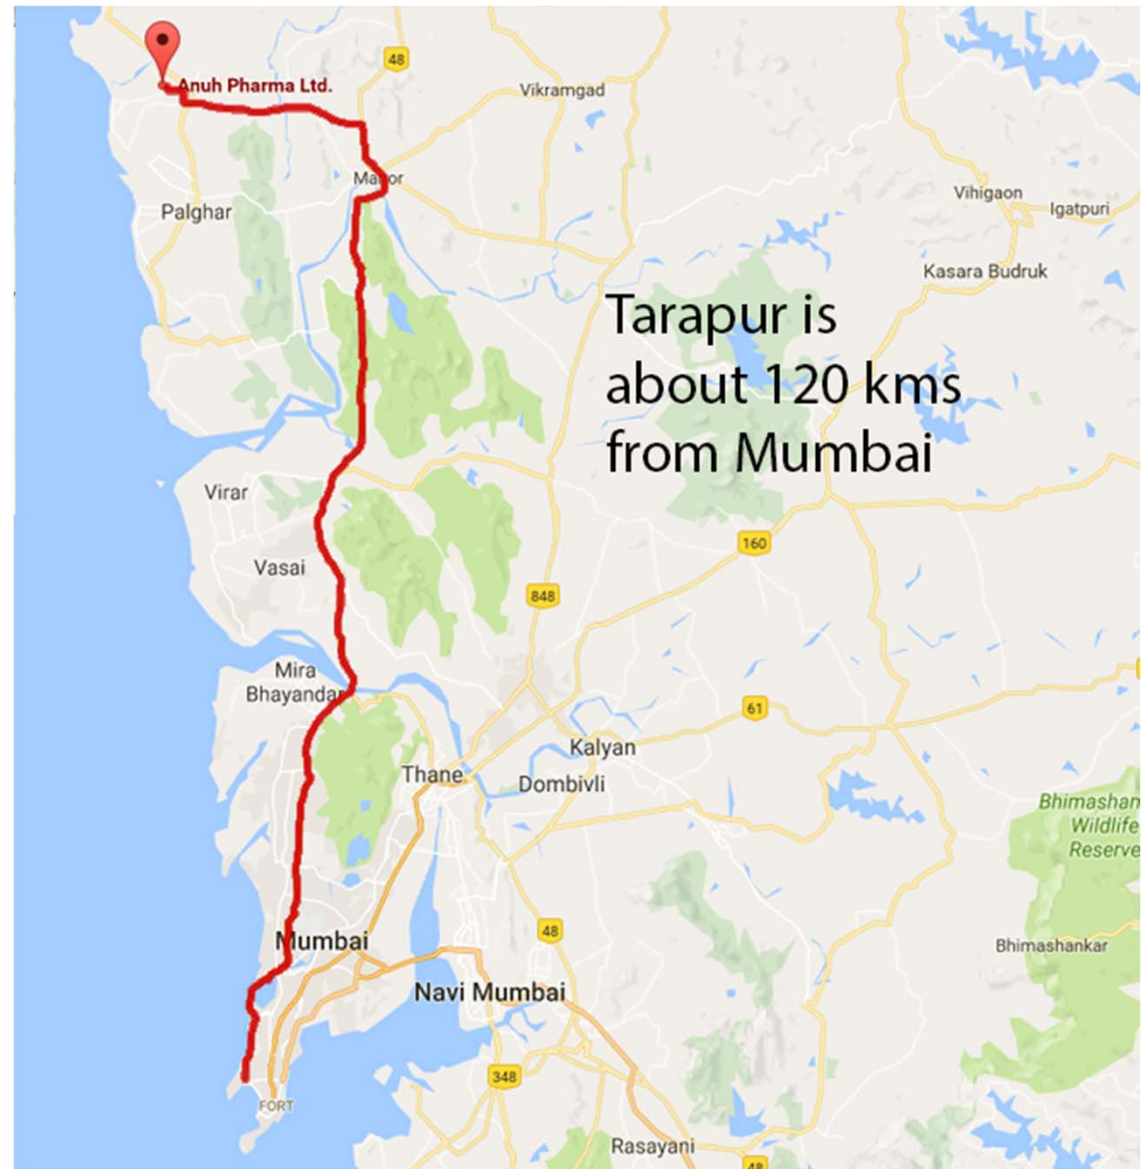 48
Anuh Pharma Ltd.
Vikramgad
Manor
Vihigaon
Igatpuri
Palghar
Kasara Budruk
Tarapur is
about 120 kms
from Mumbai
Virar
160
Vasai
848
Mira
Bhayandar
61
Kalyan
Thane
Dombivli
Bhimashan
Wildlife
Reserve
48
Mumbai
Bhimashankar
Navi Mumbai
348
FORT
Rasayani
48